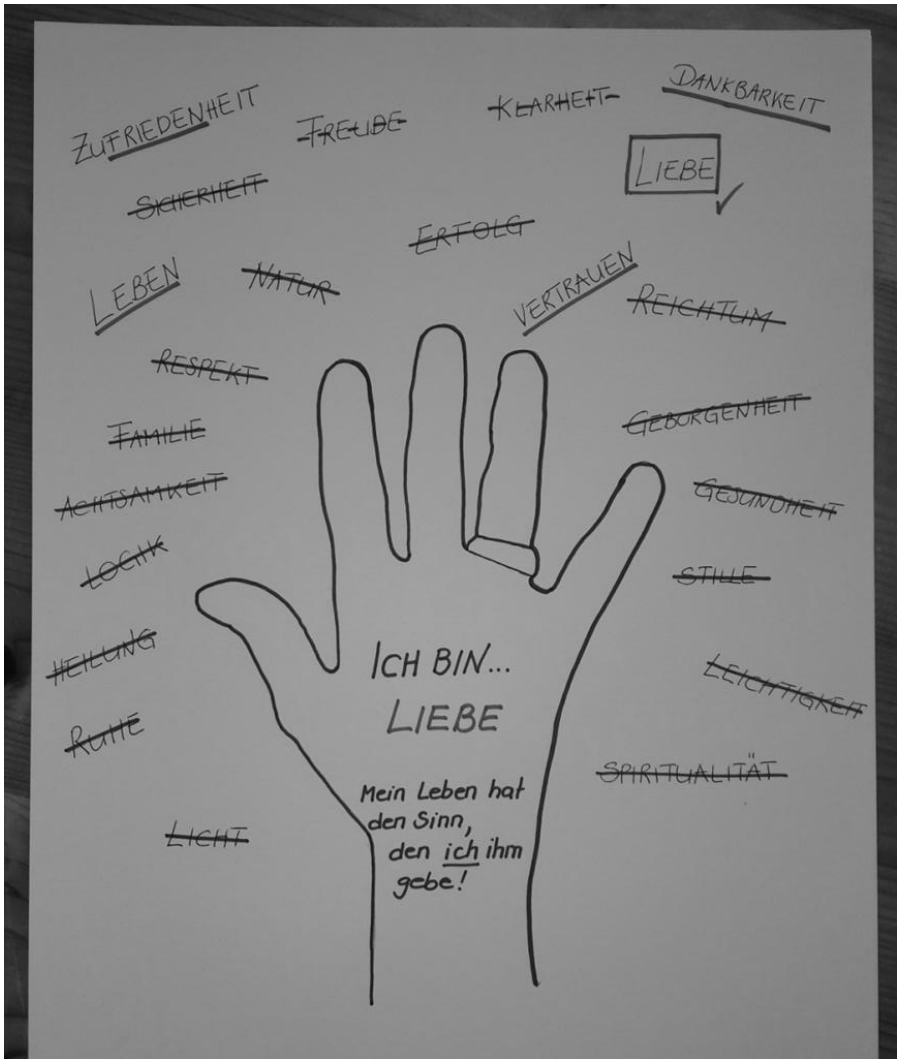 ZUFRIEDENHEIT
FREUDE
KLARHEIT
DANKBARKEIT
SICHERHEIT
LIEBE
ERFOLG
LEBEN
NATUR
VERTRAUEN
REICHTUM
RESPEKT
FAMILIE
GEBORGENHEIT
ACHTSAMKEIT
GESUNDHEIT
LOGIK
STILLE
HEILUNG
ICH BIN...
LIEBE
LEICHTIGKEIT
RUHE
SPIRITUALITÄT
Mein Leben hat
den Sinn,
den ich ihm
gebe!
LICHT